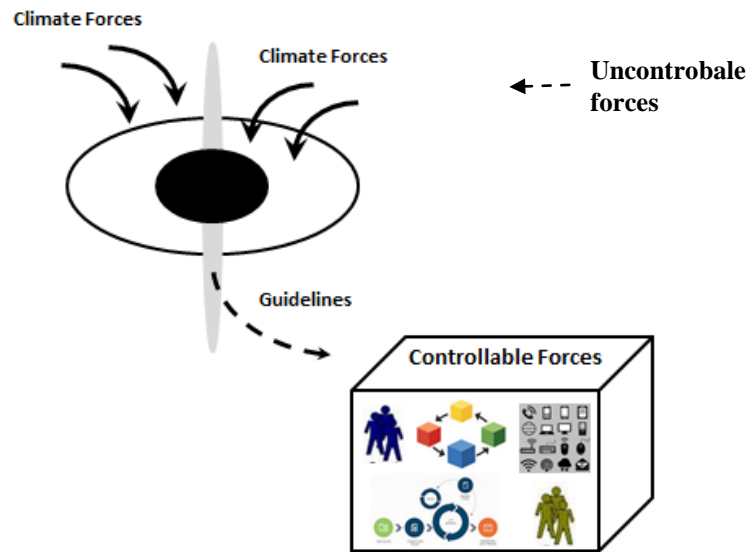 Climate Forces
Climate Forces
Uncontrobale
forces
Guidelines
Controllable Forces